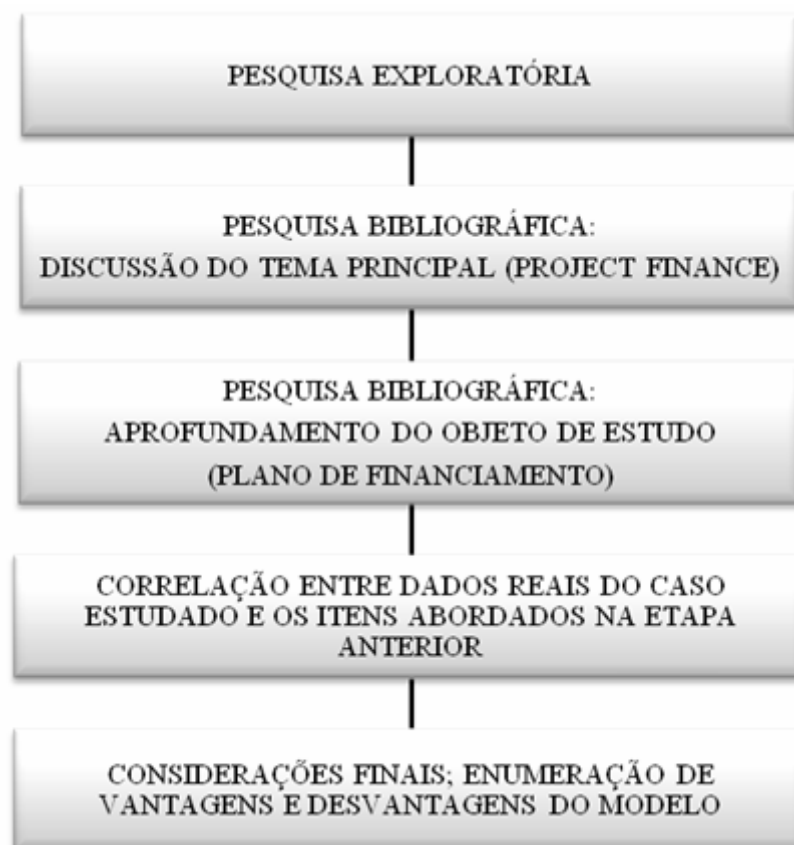 PESQUISA EXPLORATÓRIA
PESQUISA BIBLIOGRÁFICA:
DISCUSSÃO DO TEMA PRINCIPAL (PROJECT FINANCE)
PESQUISA BIBLIOGRÁFICA:
APROFUNDAMENTO DO OBJETO DE ESTUDO
(PLANO DE FINANCIAMENTO)
CORRELAÇÃO ENTRE DADOS REAIS DO CASO
ESTUDADO E OS ITENS ABORDADOS NA ETAPA
ANTERIOR
CONSIDERAÇÕES FINAIS; ENUMERAÇÃO DE
VANTAGENS E DESVANTAGENS DO MODELO